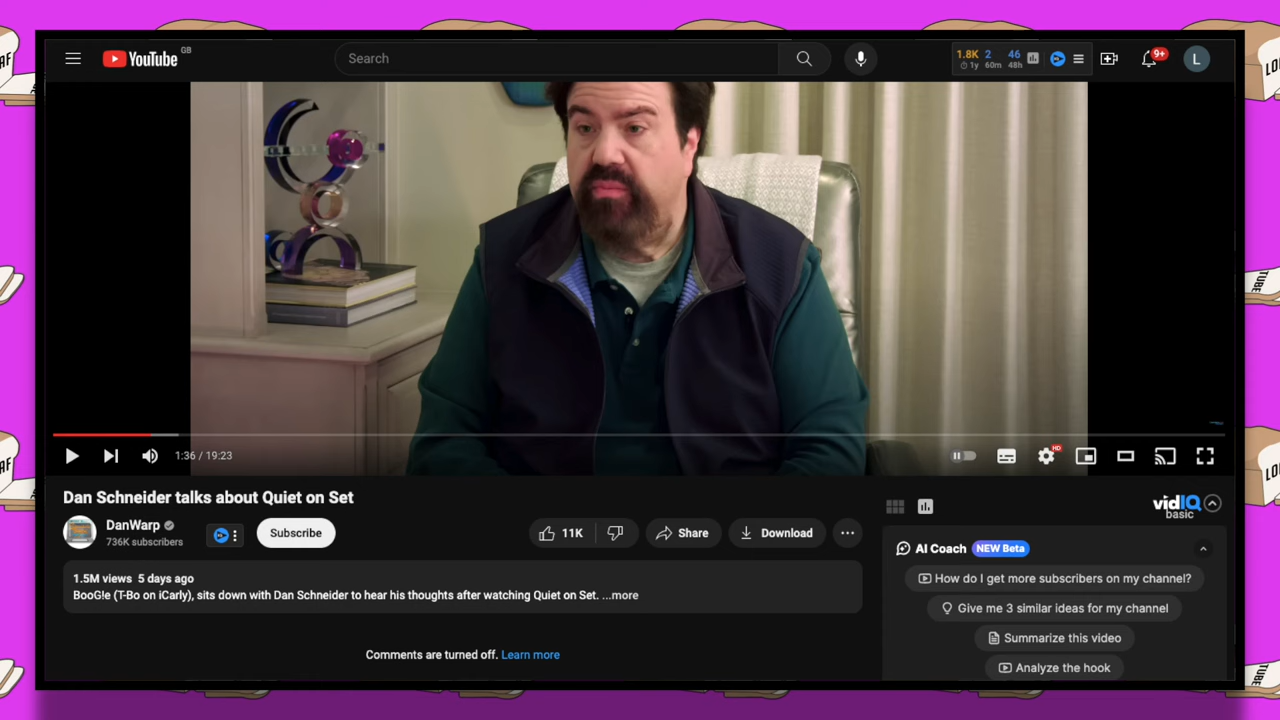 YouTube GB
Search
1.8K 2 46
1y 60m 48h
9+
L
1:36 / 19:23
HD
Dan Schneider talks about Quiet on Set
DanWarp
736K subscribers
Subscribe
11K
Share
Download
1.5M views 5 days ago
BooG!e (T-Bo on iCarly), sits down with Dan Schneider to hear his thoughts after watching Quiet on Set. ...more
Comments are turned off. Learn more
vidIQ
basic
AI Coach NEW Beta
How do I get more subscribers on my channel?
Give me 3 similar ideas for my channel
Summarize this video
Analyze the hook